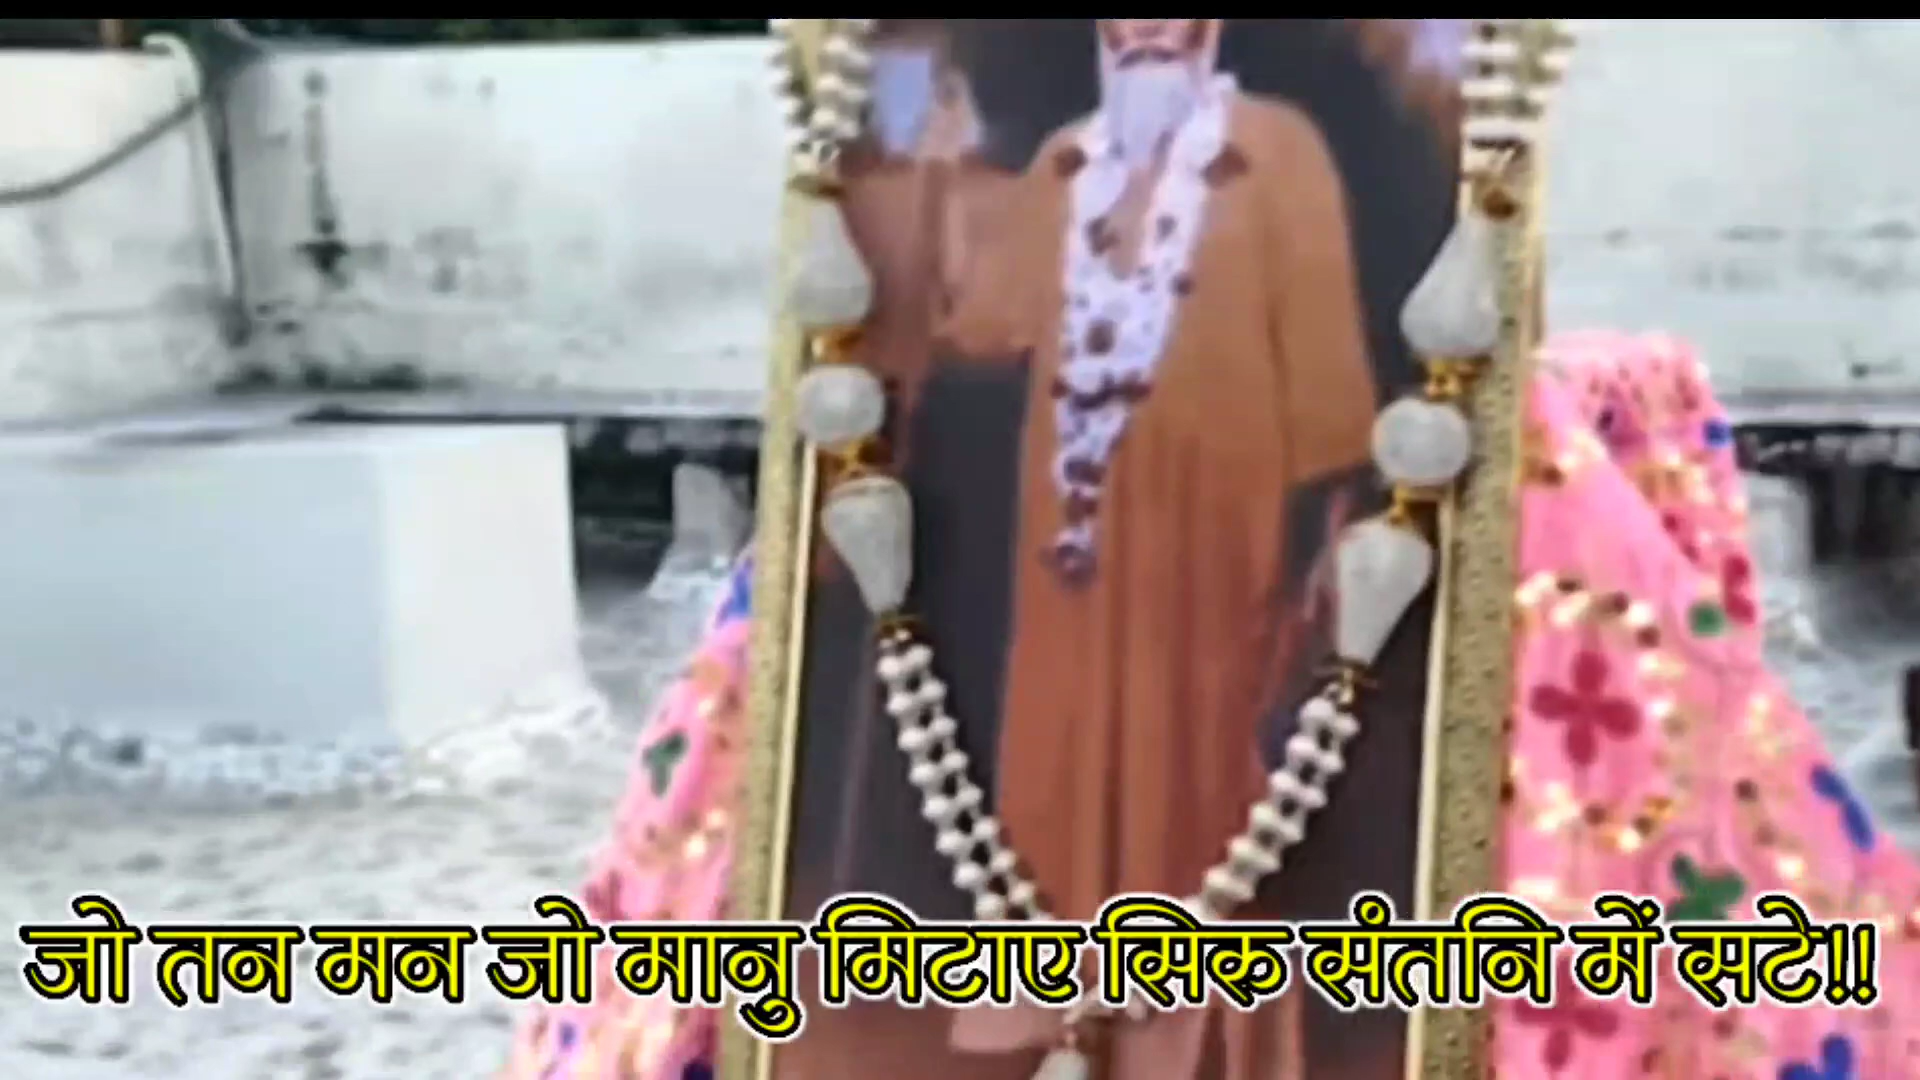 जो तन मन जो मानु मिटाए सिरु संतनि में सटे!!